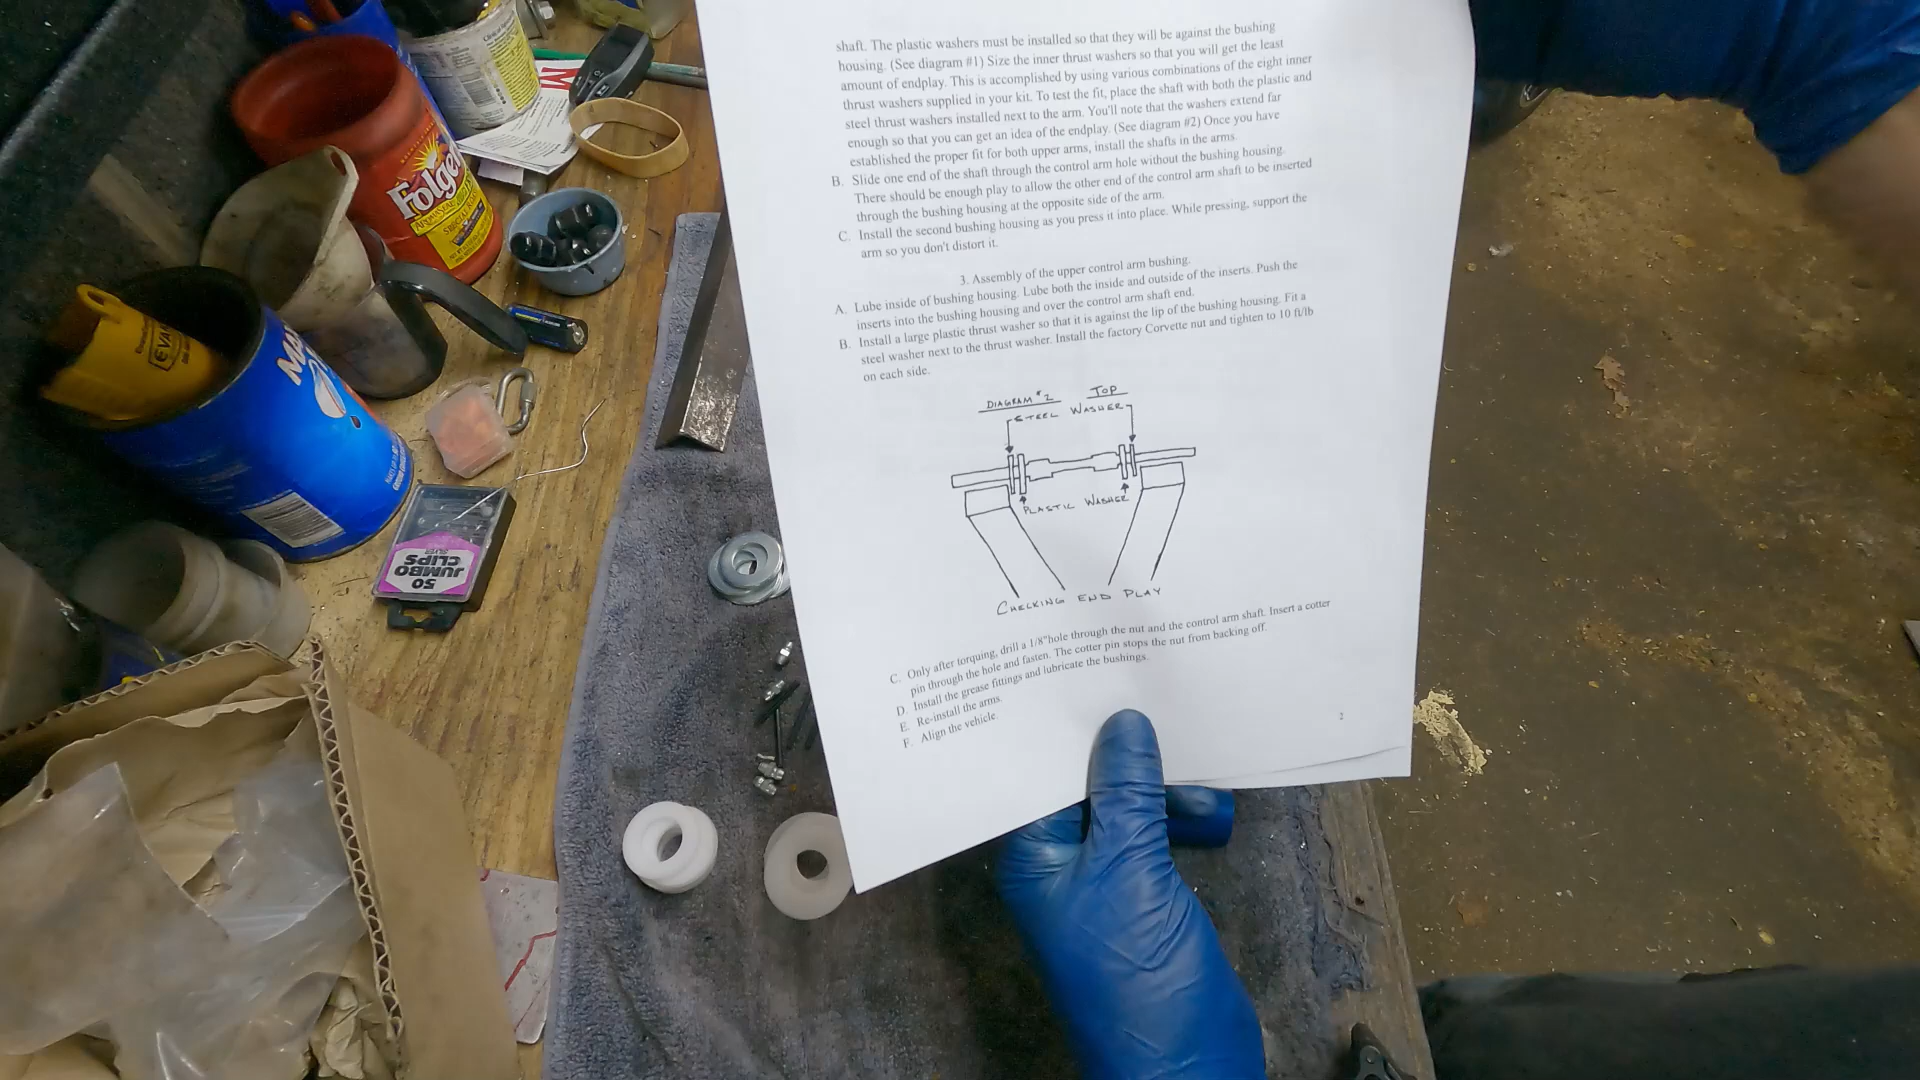 shaft. The plastic washers must be installed so that they will be against the bushing
housing. (See diagram #1) Size the inner thrust washers so that you will get the least
amount of endplay. This is accomplished by using various combinations of the eight inner
thrust washers supplied in your kit. To test the fit, place the shaft with both the plastic and
steel thrust washers installed next to the arm. You'll note that the washers extend far
enough so that you can get an idea of the endplay. (See diagram #2) Once you have
established the proper fit for both upper arms, install the shafts in the arms.
B. Slide one end of the shaft through the control arm hole without the bushing housing.
There should be enough play to allow the other end of the control arm shaft to be inserted
through the bushing housing at the opposite side of the arm.
C. Install the second bushing housing as you press it into place. While pressing, support the
arm so you don't distort it.
3. Assembly of the upper control arm bushing.
A. Lube inside of bushing housing. Lube both the inside and outside of the inserts. Push the
inserts into the bushing housing and over the control arm shaft end.
B. Install a large plastic thrust washer so that it is against the lip of the bushing housing. Fit a
steel washer next to the thrust washer. Install the factory Corvette nut and tighten to 10 ft/lb
on each side.
DIAGRAM #2 TOP
STEEL WASHER
PLASTIC WASHER
CHECKING END PLAY
C. Only after torquing, drill a 1/8"hole through the nut and the control arm shaft. Insert a cotter
pin through the hole and fasten. The cotter pin stops the nut from backing off.
D. Install the grease fittings and lubricate the bushings.
E. Re-install the arms.
F. Align the vehicle.
2
Folge
SPECIAL ROAST
EVA
MA
50
JUMBO
CLIPS
M